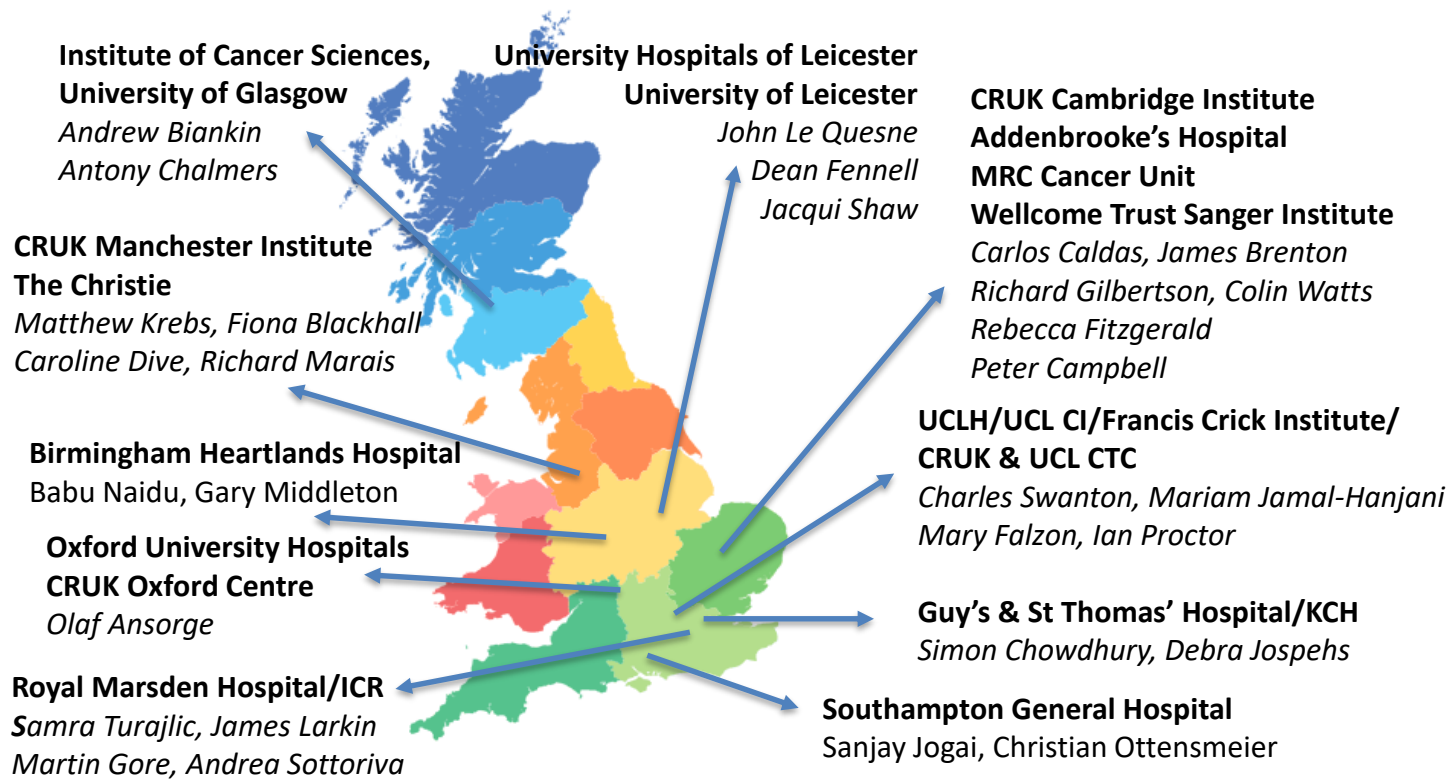 Institute of Cancer Sciences,
University of Glasgow
Andrew Biankin
Antony Chalmers
University Hospitals of Leicester
University of Leicester
John Le Quesne
Dean Fennell
Jacqui Shaw
CRUK Cambridge Institute
Addenbrooke’s Hospital
MRC Cancer Unit
Wellcome Trust Sanger Institute
Carlos Caldas, James Brenton
Richard Gilbertson, Colin Watts
Rebecca Fitzgerald
Peter Campbell
CRUK Manchester Institute
The Christie
Matthew Krebs, Fiona Blackhall
Caroline Dive, Richard Marais
Birmingham Heartlands Hospital
Babu Naidu, Gary Middleton
UCLH/UCL CI/Francis Crick Institute/
CRUK & UCL CTC
Charles Swanton, Mariam Jamal-Hanjani
Mary Falzon, Ian Proctor
Oxford University Hospitals
CRUK Oxford Centre
Olaf Ansorge
Guy’s & St Thomas’ Hospital/KCH
Simon Chowdhury, Debra Jospehs
Royal Marsden Hospital/ICR
Samra Turajlic, James Larkin
Martin Gore, Andrea Sottoriva
Southampton General Hospital
Sanjay Jogai, Christian Ottensmeier